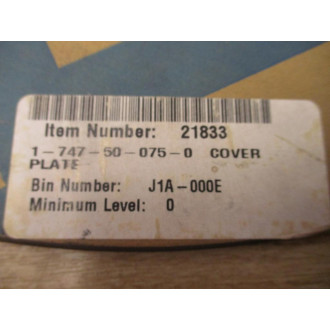 Item Number: 21833
1-747-50-075-0 COVER
PLATE
Bin Number: J1A-000E
Minimum Level: 0